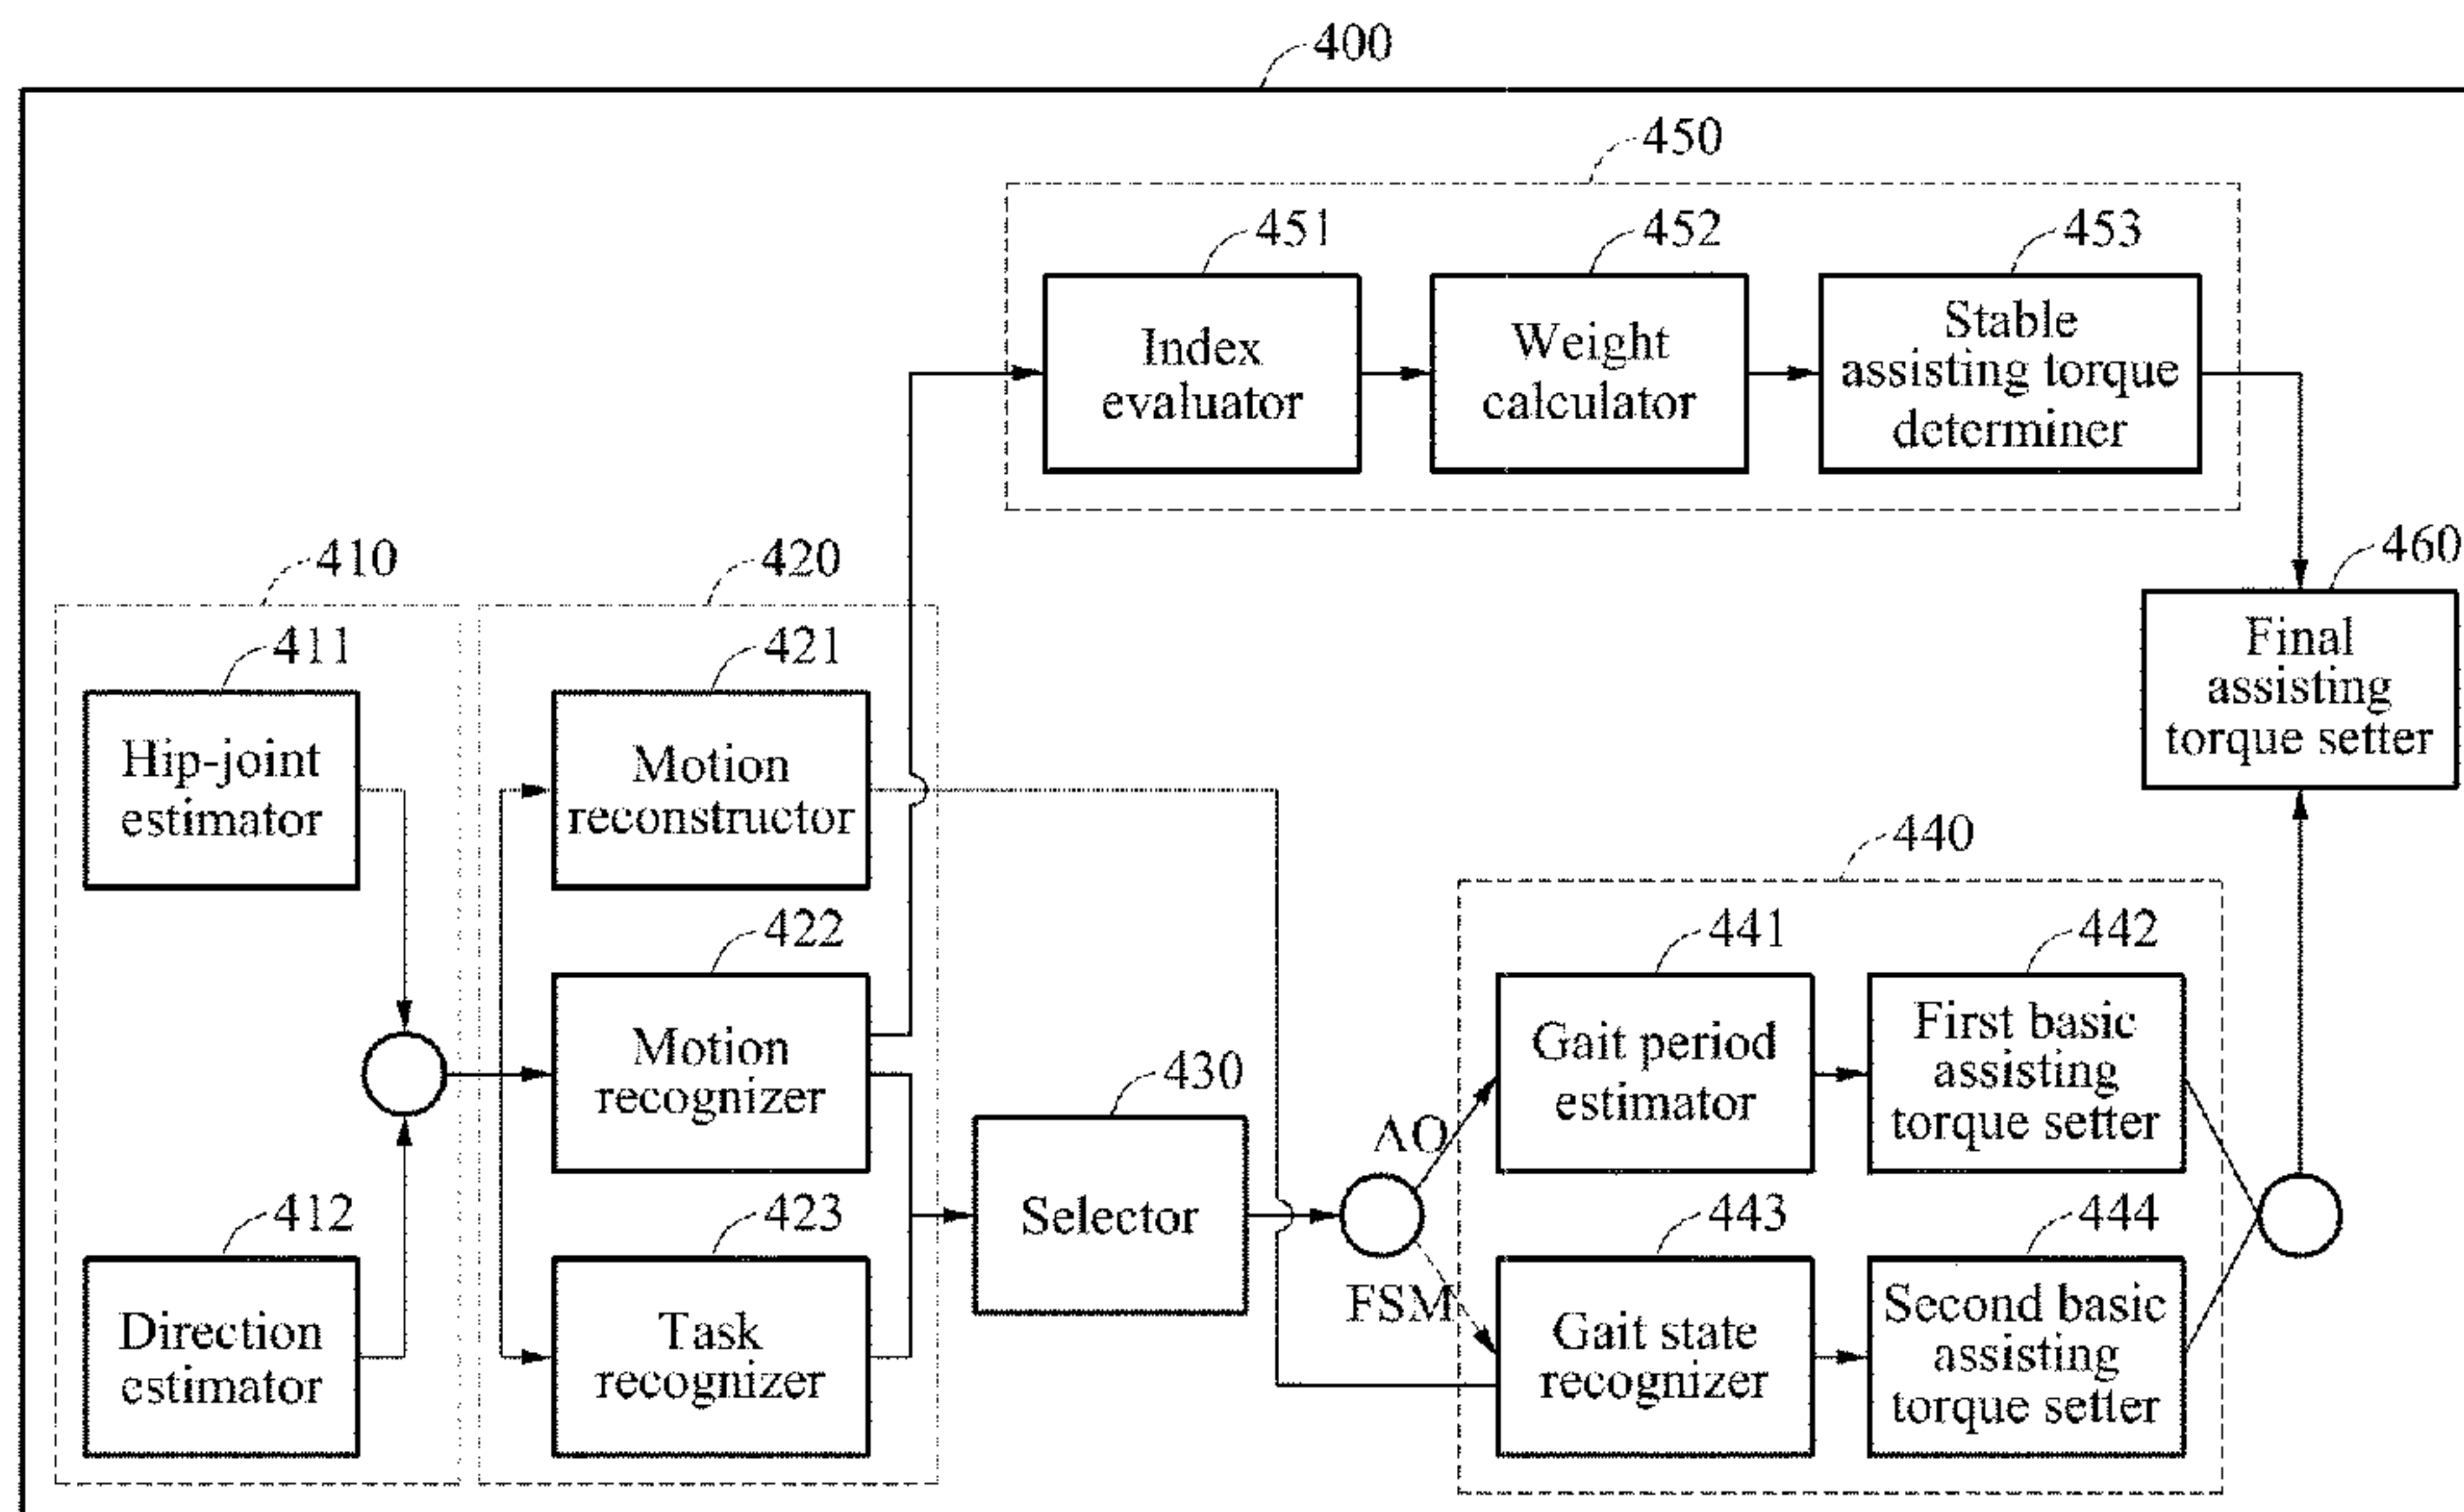 400
450
451
452
453
Index
evaluator
Weight
calculator
Stable
assisting torque
determiner
410
420
460
411
421
Hip-joint
estimator
Motion
reconstructor
Final
assisting
torque setter
440
422
441
442
Motion
recognizer
430
AO
Gait period
estimator
First basic
assisting
torque setter
412
423
Selector
443
444
FSM
Direction
estimator
Task
recognizer
Gait state
recognizer
Second basic
assisting
torque setter